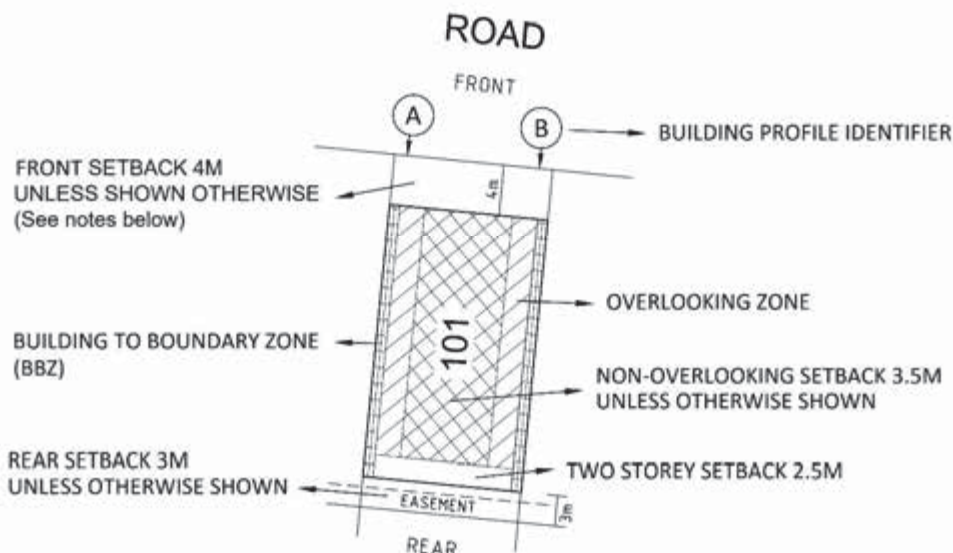 ROAD
FRONT
A
B
BUILDING PROFILE IDENTIFIER
FRONT SETBACK 4M
UNLESS SHOWN OTHERWISE
(See notes below)
4m
OVERLOOKING ZONE
101
BUILDING TO BOUNDARY ZONE
(BBZ)
NON-OVERLOOKING SETBACK 3.5M
UNLESS OTHERWISE SHOWN
REAR SETBACK 3M
UNLESS OTHERWISE SHOWN
TWO STOREY SETBACK 2.5M
EASEMENT
3m
REAR